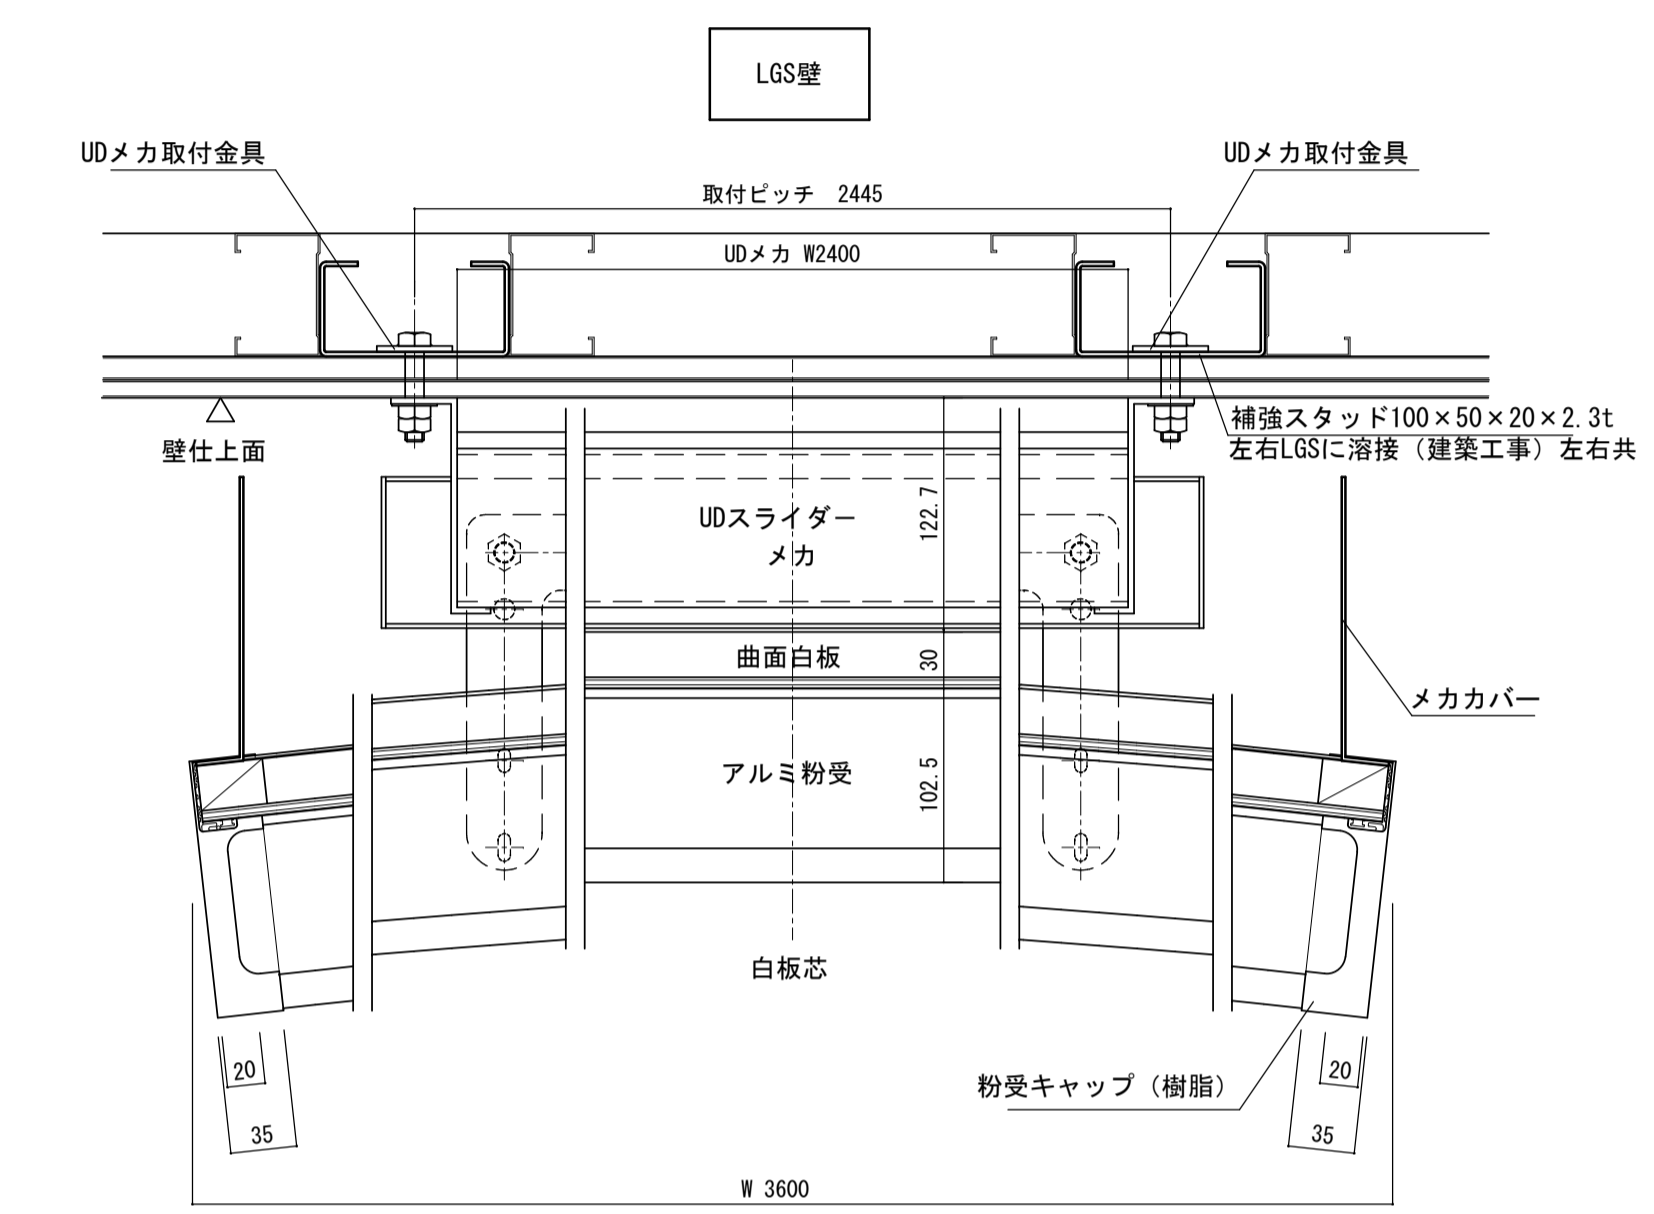 LGS壁
UDメカ取付金具
UDメカ取付金具
取付ピッチ 2445
UDメカ W2400
補強スタッド100×50×20×2.3t
左右LGSに溶接（建築工事）左右共
壁仕上面
UDスライダー
メカ
122.7
曲面白板
30
メカカバー
アルミ粉受
102.5
白板芯
20
35
粉受キャップ（樹脂）
20
35
W 3600